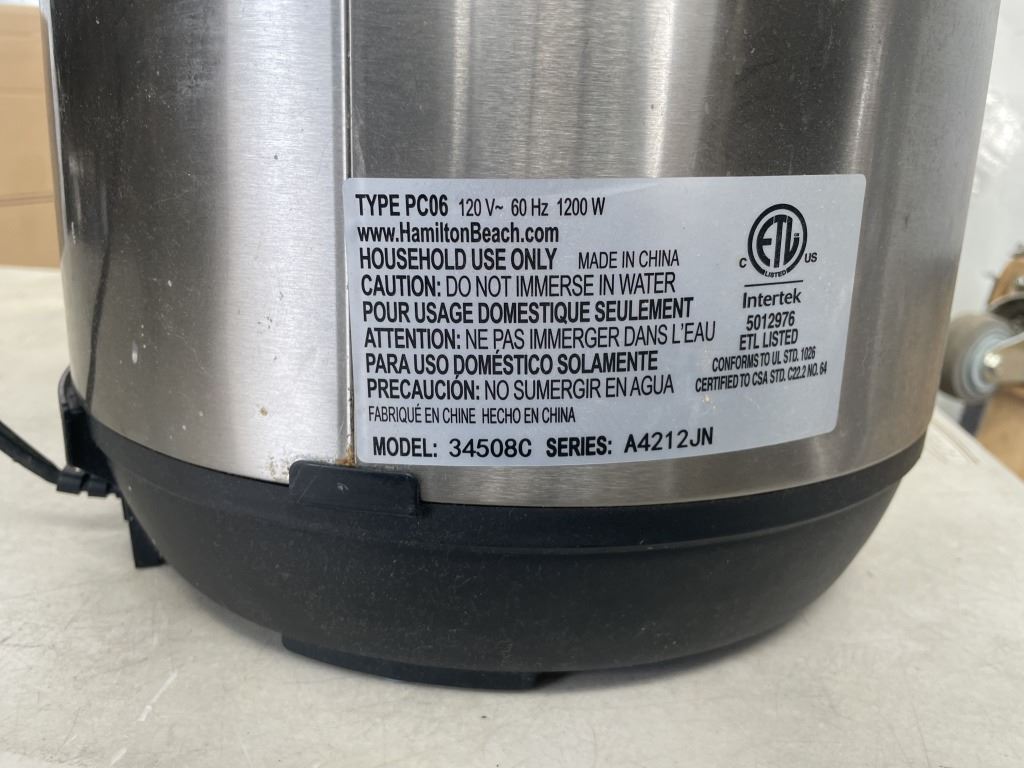 TYPE PC06 120 V~ 60 Hz 1200 W
www.HamiltonBeach.com
HOUSEHOLD USE ONLY MADE IN CHINA
CAUTION: DO NOT IMMERSE IN WATER
POUR USAGE DOMESTIQUE SEULEMENT
ATTENTION: NE PAS IMMERGER DANS L'EAU
PARA USO DOMÉSTICO SOLAMENTE
PRECAUCIÓN: NO SUMERGIR EN AGUA
FABRIQUÉ EN CHINE HECHO EN CHINA
MODEL: 34508C SERIES: A4212JN
ETL
LISTED
C US
Intertek
5012976
ETL LISTED
CONFORMS TO UL STD. 1026
CERTIFIED TO CSA STD. C22.2 NO. 64